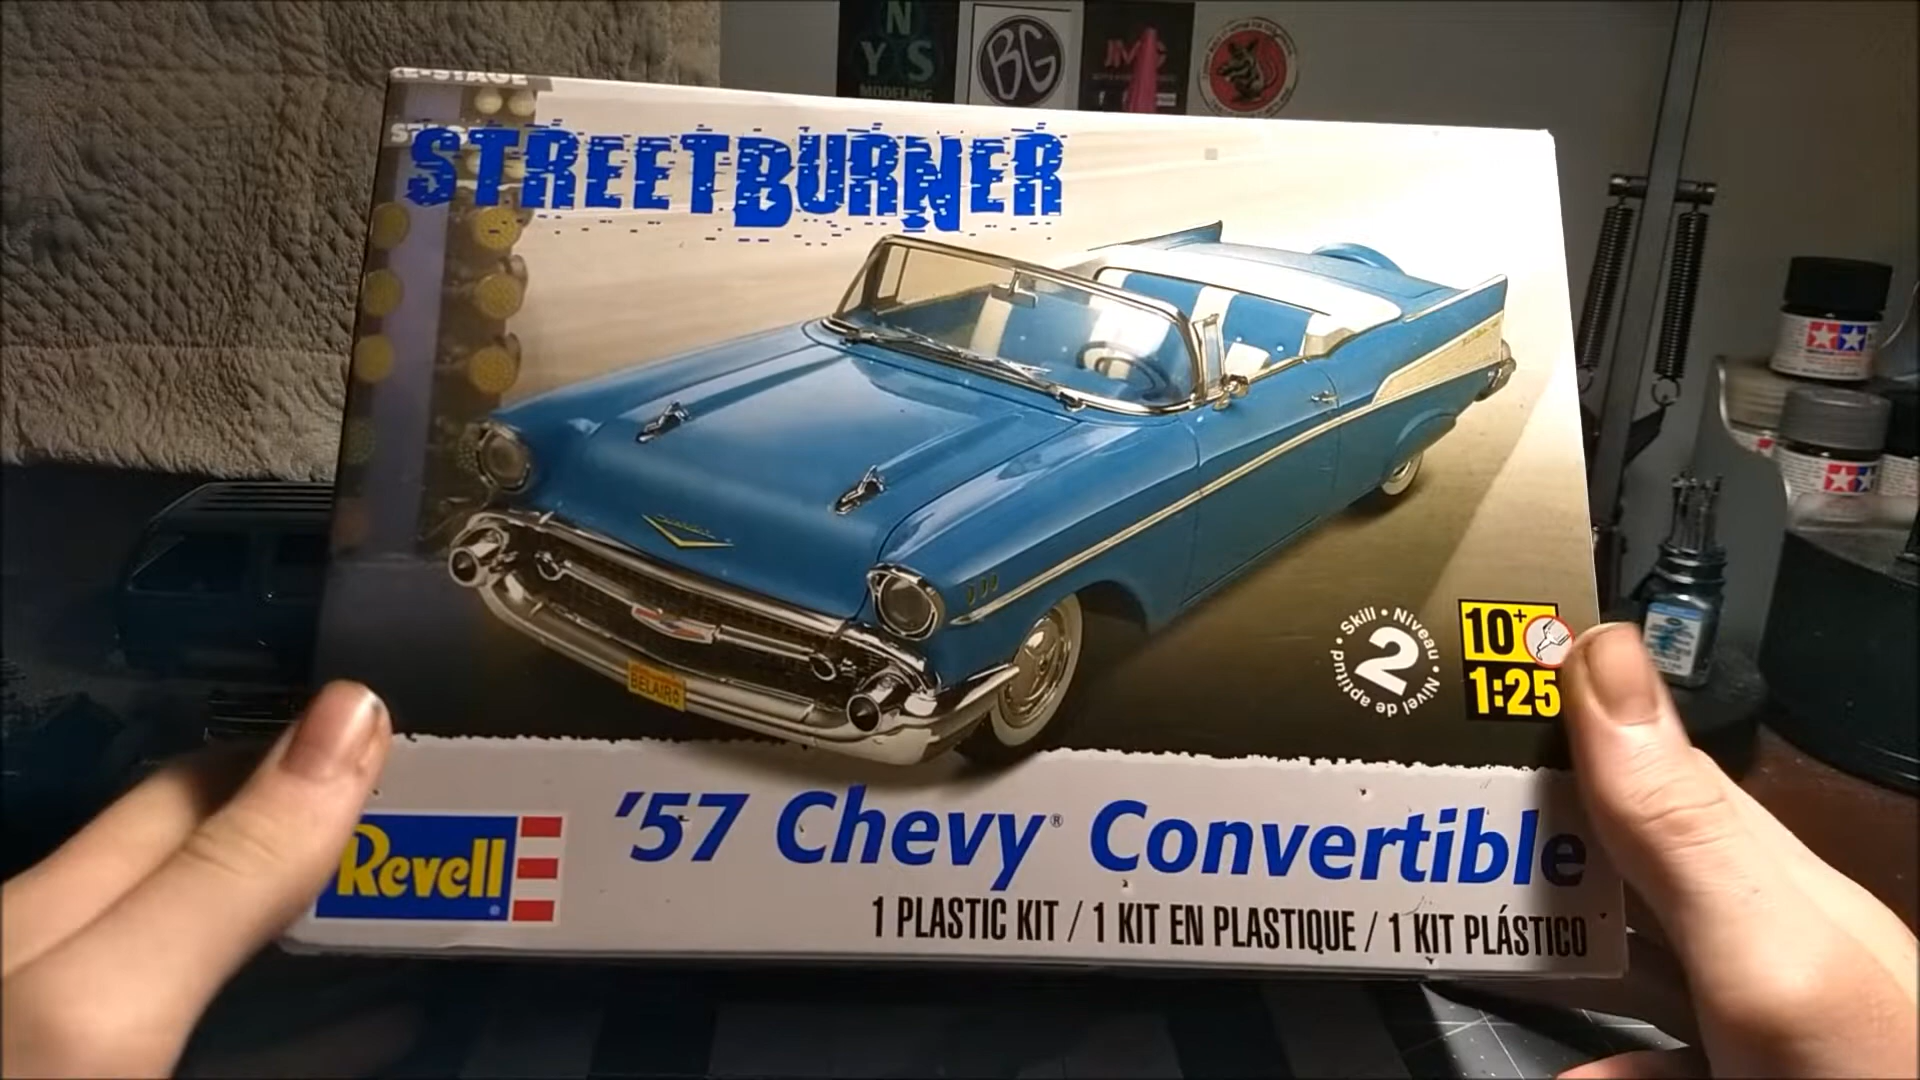 N
Y S
MODELING
BG
JMC
STREETBURNER
BELAIR
Skill • Niveau • Nivel de aptitud •
2
10+
1:25
Revell
'57 Chevy® Convertible
1 PLASTIC KIT / 1 KIT EN PLASTIQUE / 1 KIT PLÁSTICO